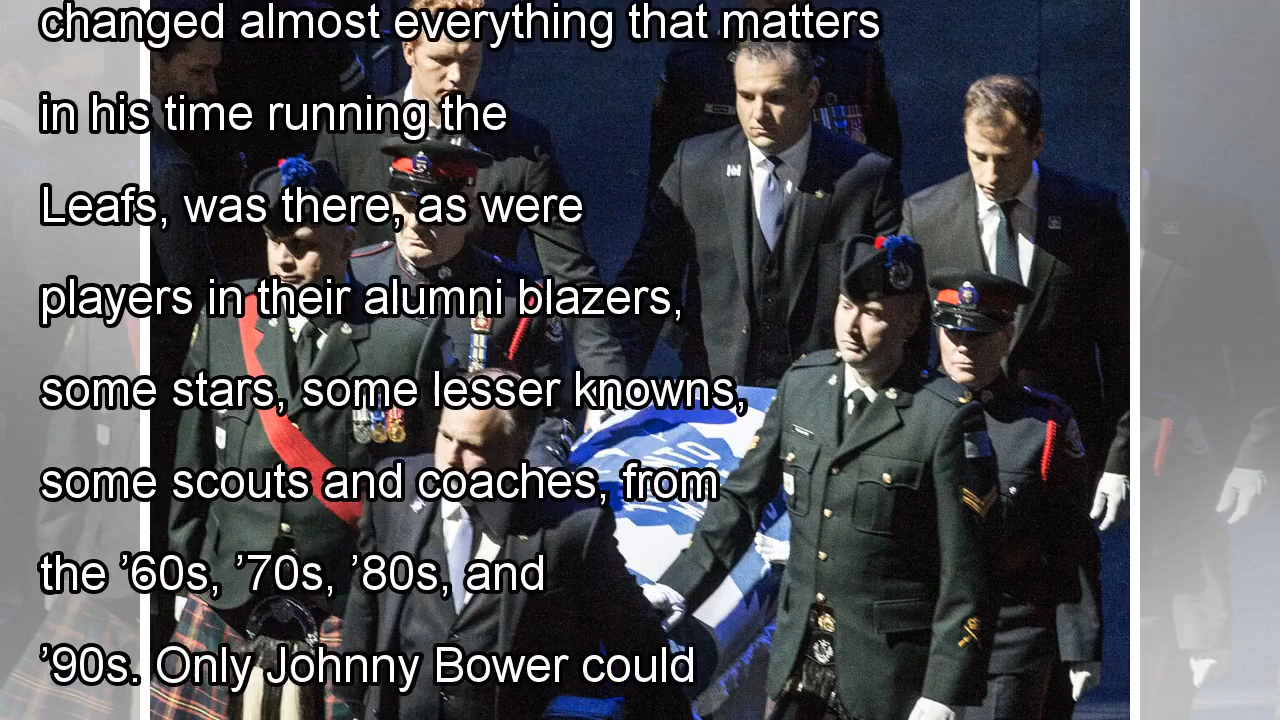 changed almost everything that matters
in his time running the
Leafs, was there, as were
players in their alumni blazers,
some stars, some lesser knowns,
some scouts and coaches, from
the ’60s, ’70s, ’80s, and
’90s. Only Johnny Bower could